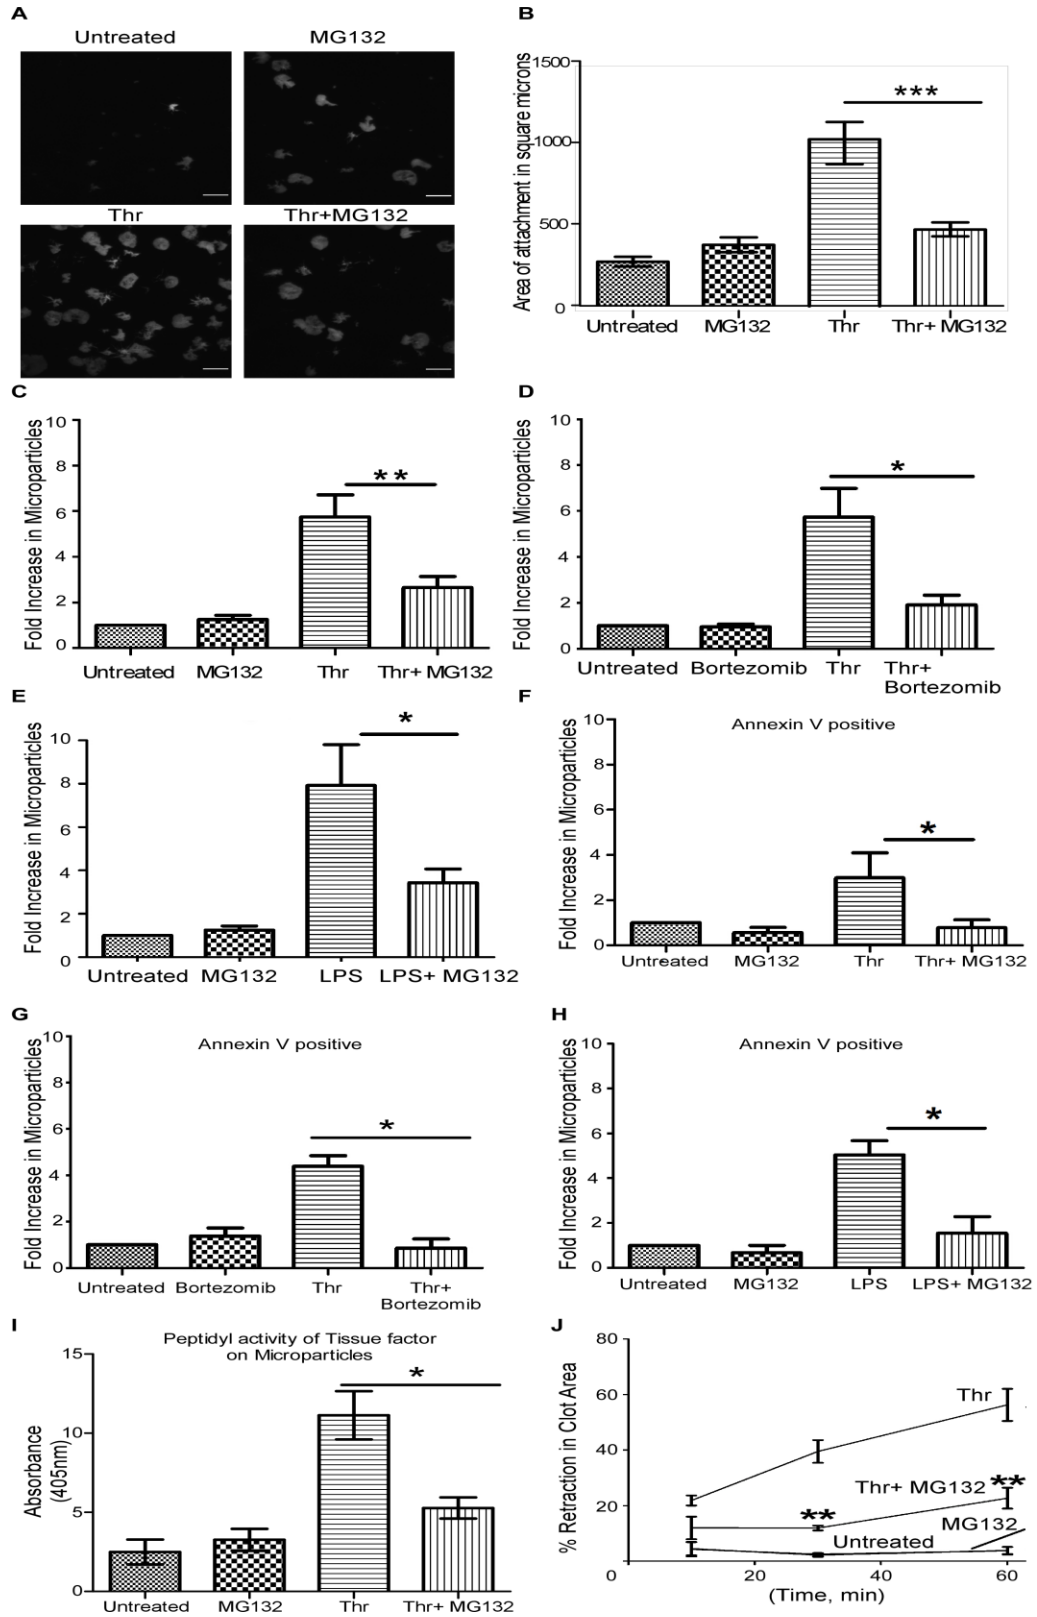 A
Untreated
MG132
Thr
Thr+MG132
B
Area of attachment in square microns
1500
1000
500
0
***
Untreated
MG132
Thr
Thr+ MG132
C
Fold Increase in Microparticles
10
8
6
4
2
0
**
Untreated
MG132
Thr
Thr+ MG132
D
Fold Increase in Microparticles
10
8
6
4
2
0
*
Untreated
Bortezomib
Thr
Thr+
Bortezomib
E
Fold Increase in Microparticles
10
8
6
4
2
0
*
Untreated
MG132
LPS
LPS+ MG132
F
Annexin V positive
Fold Increase in Microparticles
10
8
6
4
2
0
*
Untreated
MG132
Thr
Thr+ MG132
G
Annexin V positive
Fold Increase in Microparticles
10
8
6
4
2
0
*
Untreated
Bortezomib
Thr
Thr+
Bortezomib
H
Annexin V positive
Fold Increase in Microparticles
10
8
6
4
2
0
*
Untreated
MG132
LPS
LPS+ MG132
I
Peptidyl activity of Tissue factor
on Microparticles
Absorbance
(405nm)
15
10
5
0
*
Untreated
MG132
Thr
Thr+ MG132
J
% Retraction in Clot Area
80
60
40
20
Thr
Thr+ MG132
**
**
MG132
Untreated
0
20
40
60
(Time, min)